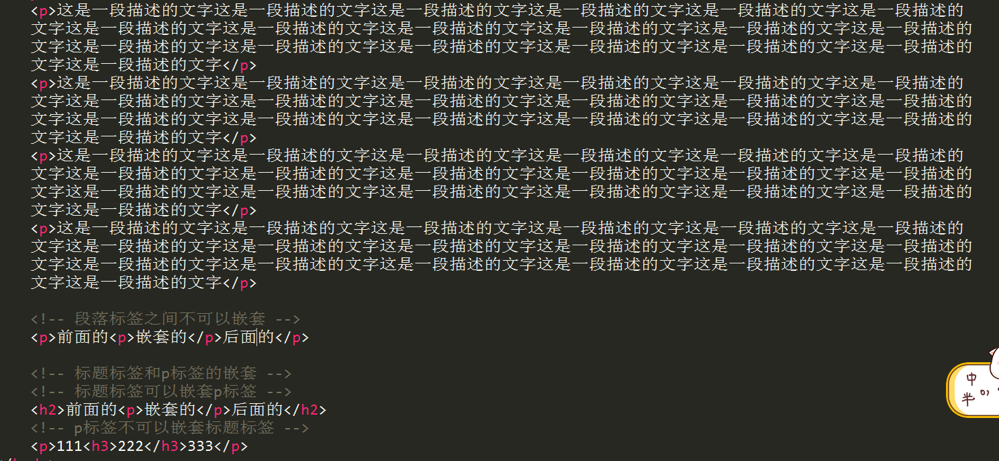 <p>这是一段描述的文字这是一段描述的文字这是一段描述的文字这是一段描述的文字这是一段描述的文字这是一段描述的
文字这是一段描述的文字这是一段描述的文字这是一段描述的文字这是一段描述的文字这是一段描述的文字这是一段描述的
文字这是一段描述的文字这是一段描述的文字这是一段描述的文字这是一段描述的文字这是一段描述的文字这是一段描述的
文字这是一段描述的文字</p>
<p>这是一段描述的文字这是一段描述的文字这是一段描述的文字这是一段描述的文字这是一段描述的文字这是一段描述的
文字这是一段描述的文字这是一段描述的文字这是一段描述的文字这是一段描述的文字这是一段描述的文字这是一段描述的
文字这是一段描述的文字这是一段描述的文字这是一段描述的文字这是一段描述的文字这是一段描述的文字这是一段描述的
文字这是一段描述的文字</p>
<p>这是一段描述的文字这是一段描述的文字这是一段描述的文字这是一段描述的文字这是一段描述的文字这是一段描述的
文字这是一段描述的文字这是一段描述的文字这是一段描述的文字这是一段描述的文字这是一段描述的文字这是一段描述的
文字这是一段描述的文字这是一段描述的文字这是一段描述的文字这是一段描述的文字这是一段描述的文字这是一段描述的
文字这是一段描述的文字</p>
<p>这是一段描述的文字这是一段描述的文字这是一段描述的文字这是一段描述的文字这是一段描述的文字这是一段描述的
文字这是一段描述的文字这是一段描述的文字这是一段描述的文字这是一段描述的文字这是一段描述的文字这是一段描述的
文字这是一段描述的文字这是一段描述的文字这是一段描述的文字这是一段描述的文字这是一段描述的文字这是一段描述的
文字这是一段描述的文字</p>
<!-- 段落标签之间不可以嵌套 -->
<p>前面的<p>嵌套的</p>后面的</p>
<!-- 标题标签和p标签的嵌套 -->
<!-- 标题标签可以嵌套p标签 -->
<h2>前面的<p>嵌套的</p>后面的</h2>
<!-- p标签不可以嵌套标题标签 -->
<p>111<h3>222</h3>333</p>
中
半